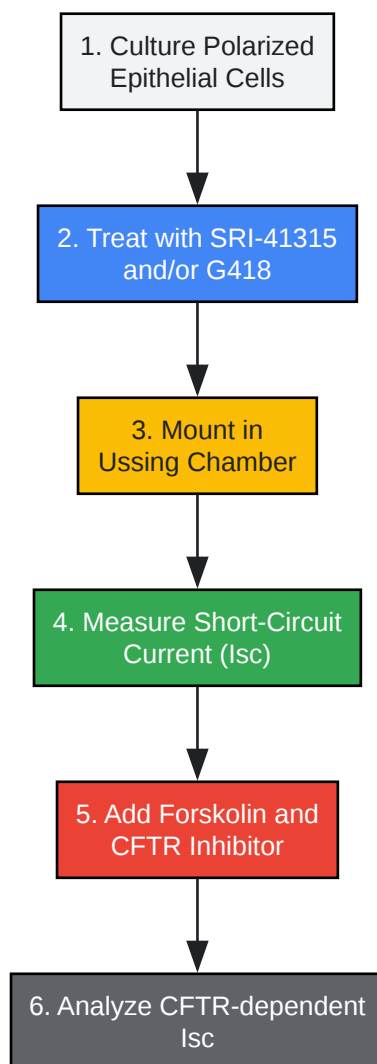 1. Culture Polarized
Epithelial Cells
2. Treat with SRI-41315
and/or G418
3. Mount in
Ussing Chamber
4. Measure Short-Circuit
Current (Isc)
5. Add Forskolin and
CFTR Inhibitor
6. Analyze CFTR-dependent
Isc